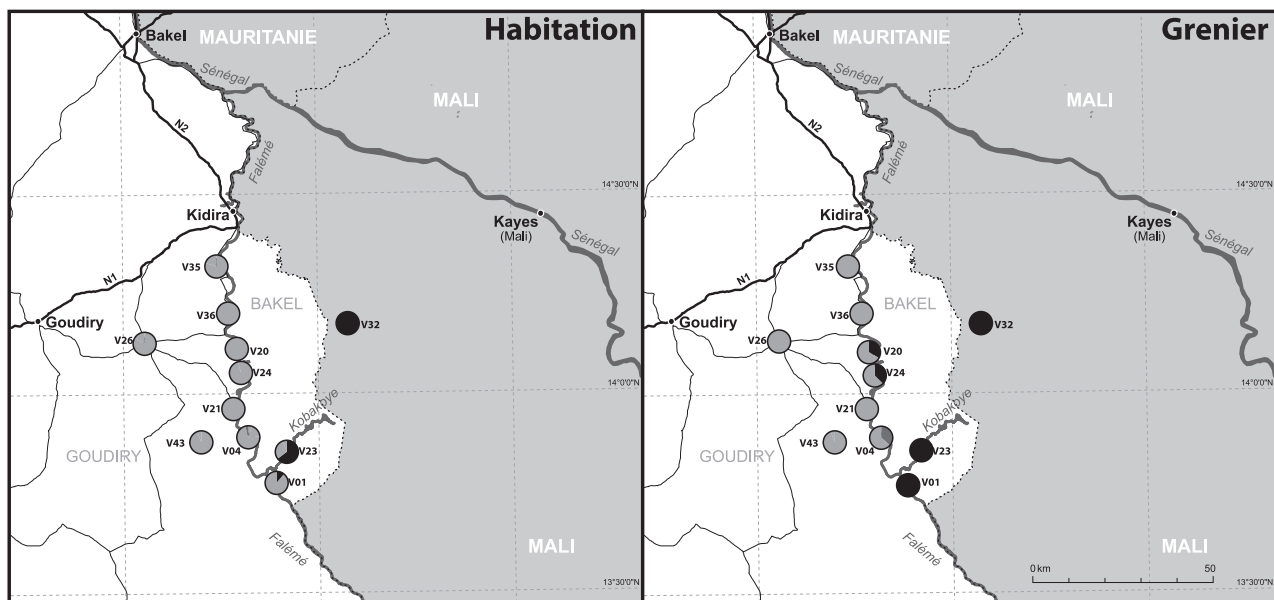 Habitation
Bakel
MAURITANIE
Sénégal
MALI
N2
Falémé
14°30'0"N
Kidira
Kayes
(Mali)
Sénégal
V35
N1
BAKEL
V36
Goudiry
V32
V26
V20
V24
14°0'0"N
V21
Kobakoye
V43
V04
V23
GOUDIRY
V01
Falémé
MALI
13°30'0"N
Grenier
Bakel
MAURITANIE
Sénégal
MALI
N2
Falémé
14°30'0"N
Kidira
Kayes
(Mali)
Sénégal
V35
N1
BAKEL
V36
Goudiry
V32
V26
V20
V24
14°0'0"N
V21
Kobakoye
V43
V04
V23
GOUDIRY
V01
Falémé
MALI
0 km 50
13°30'0"N